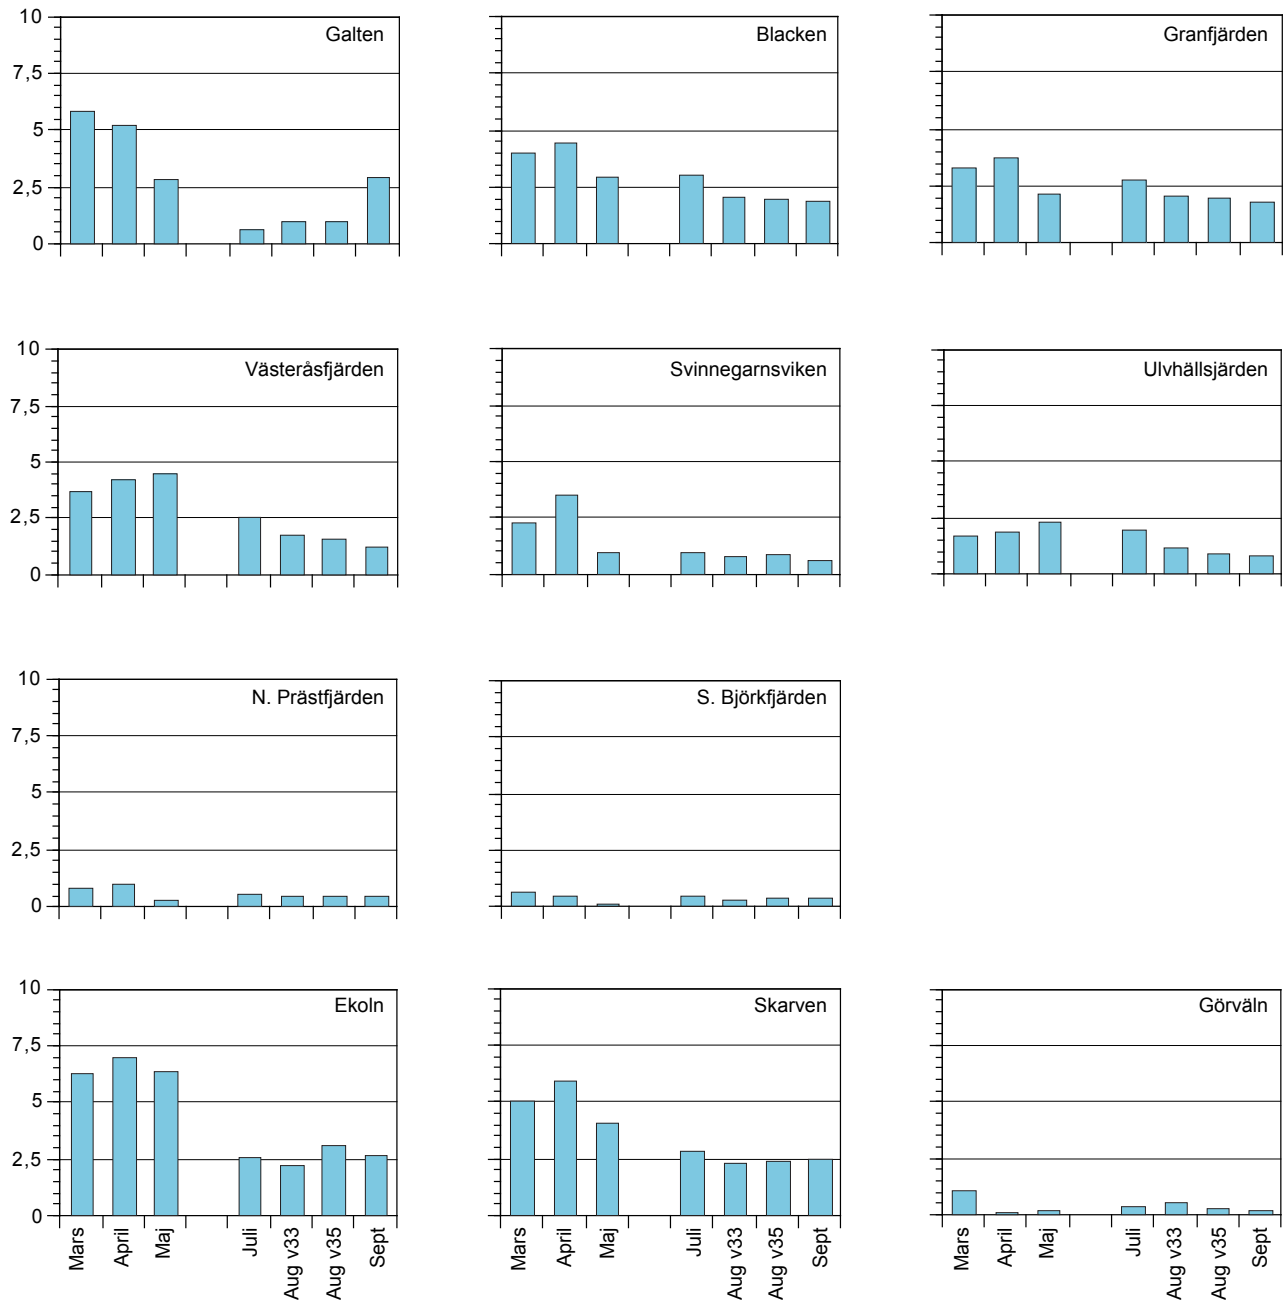 10
7,5
5
2,5
0
Galten
Blacken
Granfjärden
10
7,5
5
2,5
0
Västeråsfjärden
Svinnegarnsviken
Ulvhällsjärden
10
7,5
5
2,5
0
N. Prästfjärden
S. Björkfjärden
10
7,5
5
2,5
0
Ekoln
Skarven
Görväln
Mars
April
Maj
Juli
Aug v33
Aug v35
Sept
Mars
April
Maj
Juli
Aug v33
Aug v35
Sept
Mars
April
Maj
Juli
Aug v33
Aug v35
Sept